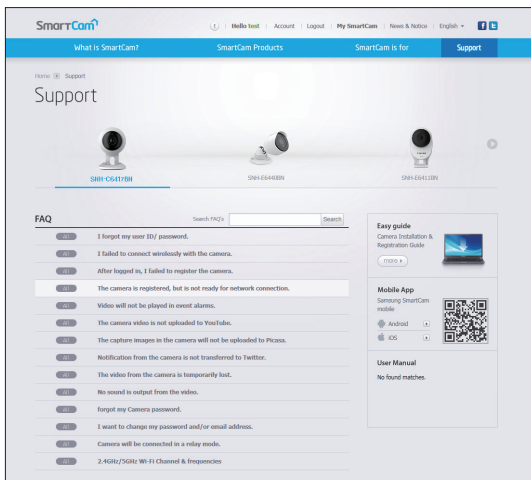 SmartCam
Hello test | Account | Logout | My SmartCam | News & Notice | English
What is SmartCam? SmartCam Products SmartCam is for Support
Home Support
Support
SNH-C6417BN SNH-E6440BN SNH-E6411BN
FAQ Search FAQ's Search
All I forgot my user ID/ password.
All I failed to connect wirelessly with the camera.
All After logged in, I failed to register the camera.
All The camera is registered, but is not ready for network connection.
All Video will not be played in event alarms.
All The camera video is not uploaded to YouTube.
All The capture images in the camera will not be uploaded to Picasa.
All Notification from the camera is not transferred to Twitter.
All The video from the camera is temporarily lost.
All No sound is output from the video.
All forgot my Camera password.
All I want to change my password and/or email address.
All Camera will be connected in a relay mode.
All 2.4GHz/5GHz Wi-Fi Channel & frequencies
Easy guide
Camera Installation &
Registration Guide
more
Mobile App
Samsung SmartCam
mobile
Android
iOS
User Manual
No found matches.